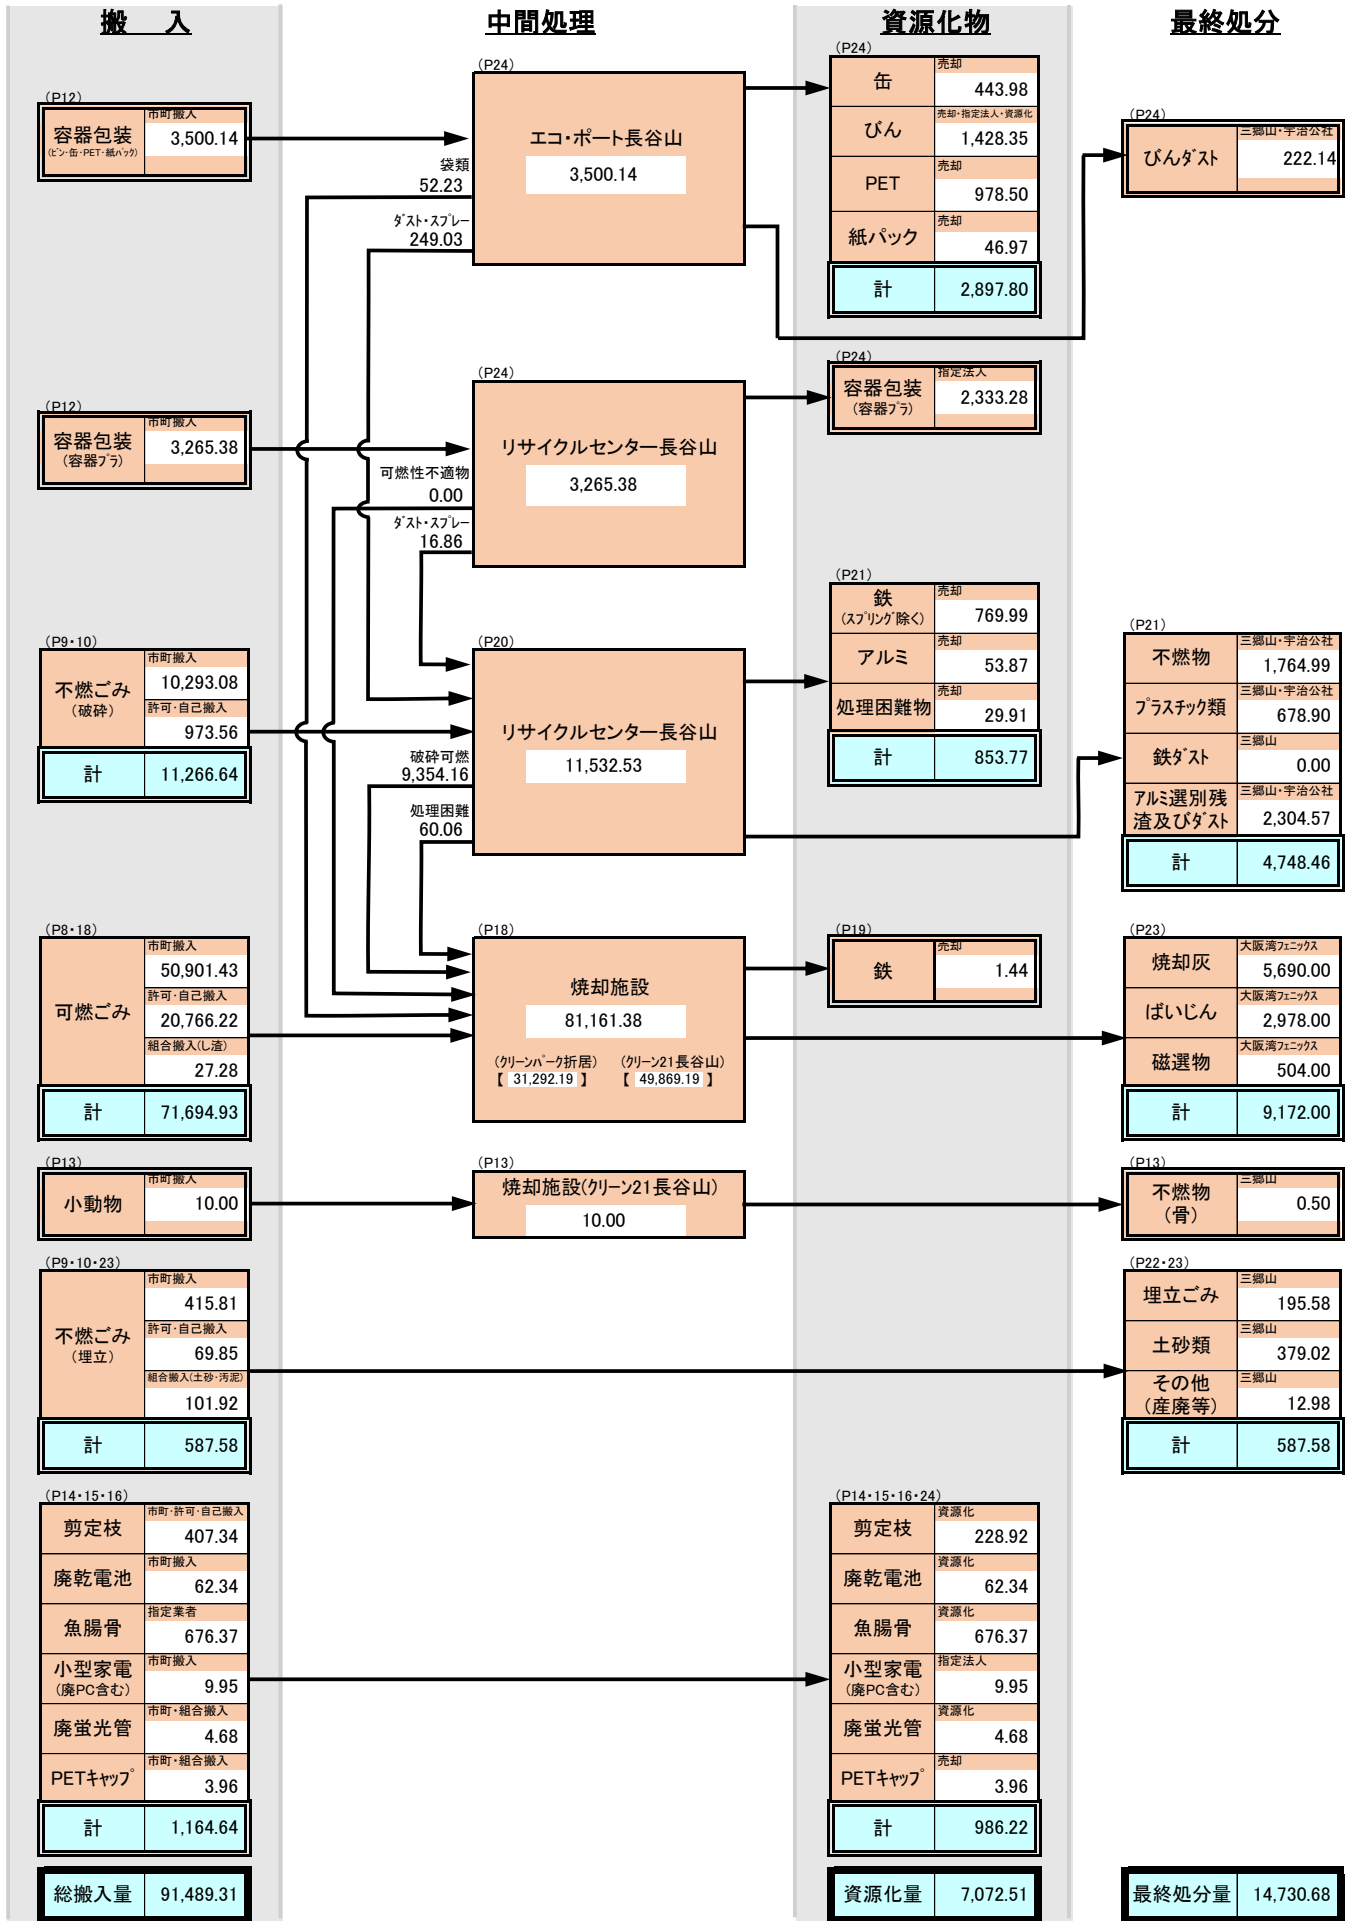 搬　入
中間処理
資源化物
最終処分
(P12)
容器包装
(ビン・缶・PET・紙パック)
市町搬入
3,500.14
(P24)
エコ・ポート長谷山
3,500.14
袋類
52.23
ダスト・スプレー
249.03
(P24)
缶
売却
443.98
びん
売却・指定法人・資源化
1,428.35
PET
売却
978.50
紙パック
売却
46.97
計
2,897.80
(P24)
びんダスト
三郷山・宇治公社
222.14
(P12)
容器包装
(容器プラ)
市町搬入
3,265.38
(P24)
リサイクルセンター長谷山
3,265.38
可燃性不適物
0.00
ダスト・スプレー
16.86
(P24)
容器包装
(容器プラ)
指定法人
2,333.28
(P9・10)
不燃ごみ
(破砕)
市町搬入
10,293.08
許可・自己搬入
973.56
計
11,266.64
(P20)
リサイクルセンター長谷山
11,532.53
破砕可燃
9,354.16
処理困難
60.06
(P21)
鉄
(スプリング除く)
売却
769.99
アルミ
売却
53.87
処理困難物
売却
29.91
計
853.77
(P21)
不燃物
三郷山・宇治公社
1,764.99
プラスチック類
三郷山・宇治公社
678.90
鉄ダスト
三郷山
0.00
アルミ選別残
渣及びダスト
三郷山・宇治公社
2,304.57
計
4,748.46
(P8・18)
可燃ごみ
市町搬入
50,901.43
許可・自己搬入
20,766.22
組合搬入(し渣)
27.28
計
71,694.93
(P18)
焼却施設
81,161.38
(クリーンパーク折居)
【 31,292.19 】
(クリーン21長谷山)
【 49,869.19 】
(P19)
鉄
売却
1.44
(P23)
焼却灰
大阪湾フェニックス
5,690.00
ばいじん
大阪湾フェニックス
2,978.00
磁選物
大阪湾フェニックス
504.00
計
9,172.00
(P13)
小動物
市町搬入
10.00
(P13)
焼却施設(クリーン21長谷山)
10.00
(P13)
不燃物
(骨)
三郷山
0.50
(P9・10・23)
不燃ごみ
(埋立)
市町搬入
415.81
許可・自己搬入
69.85
組合搬入(土砂・汚泥)
101.92
計
587.58
(P22・23)
埋立ごみ
三郷山
195.58
土砂類
三郷山
379.02
その他
(産廃等)
三郷山
12.98
計
587.58
(P14・15・16)
剪定枝
市町・許可・自己搬入
407.34
廃乾電池
市町搬入
62.34
魚腸骨
指定業者
676.37
小型家電
(廃PC含む)
市町搬入
9.95
廃蛍光管
市町・組合搬入
4.68
PETキャップ
市町・組合搬入
3.96
計
1,164.64
(P14・15・16・24)
剪定枝
資源化
228.92
廃乾電池
資源化
62.34
魚腸骨
資源化
676.37
小型家電
(廃PC含む)
指定法人
9.95
廃蛍光管
資源化
4.68
PETキャップ
売却
3.96
計
986.22
総搬入量
91,489.31
資源化量
7,072.51
最終処分量
14,730.68